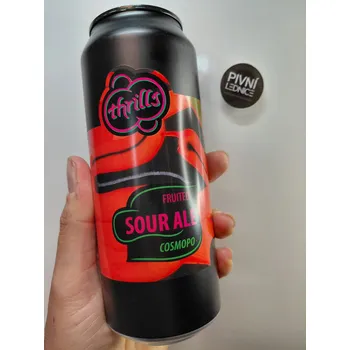 thrills
PIVNÍ
LEDNICE
FRUITED
SOUR ALE
COSMOPO